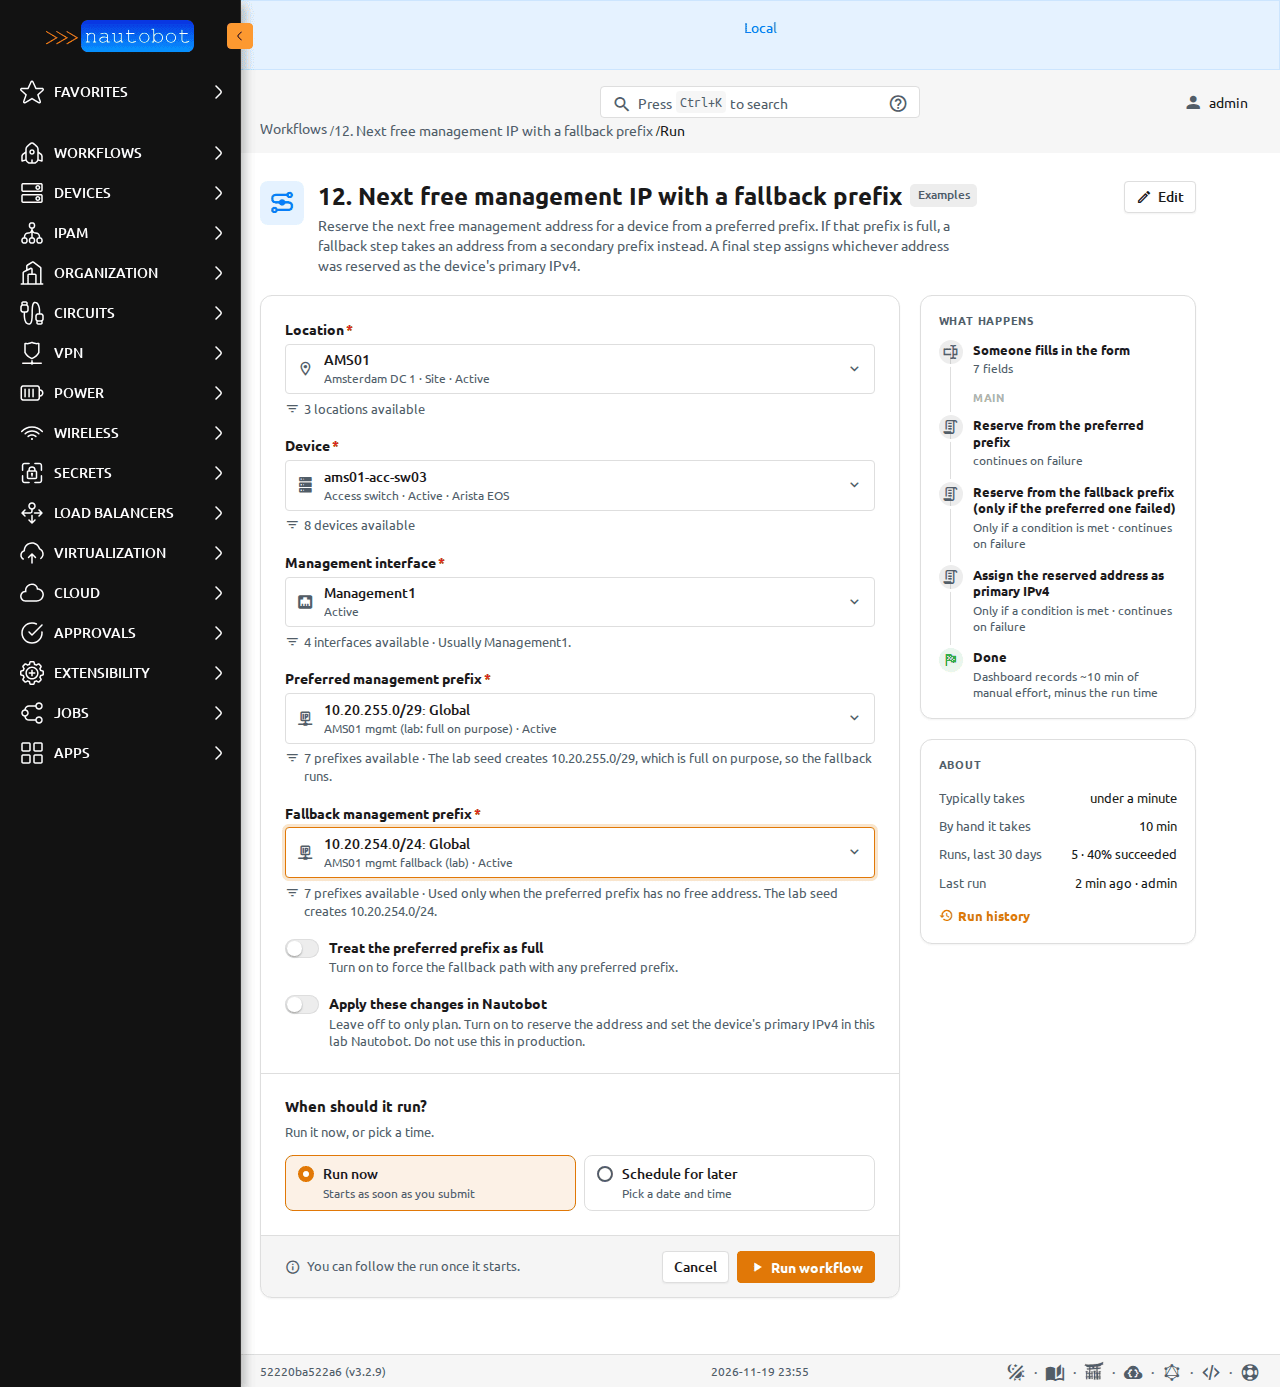 >>> nautobot
FAVORITES
WORKFLOWS
DEVICES
IPAM
ORGANIZATION
CIRCUITS
VPN
POWER
WIRELESS
SECRETS
LOAD BALANCERS
VIRTUALIZATION
CLOUD
APPROVALS
EXTENSIBILITY
JOBS
APPS
Local
Press Ctrl+K to search
admin
Workflows /12. Next free management IP with a fallback prefix /Run
12. Next free management IP with a fallback prefix Examples
Edit
Reserve the next free management address for a device from a preferred prefix. If that prefix is full, a
fallback step takes an address from a secondary prefix instead. A final step assigns whichever address
was reserved as the device's primary IPv4.
Location*
AMS01
Amsterdam DC 1 · Site · Active
3 locations available
Device*
ams01-acc-sw03
Access switch · Active · Arista EOS
8 devices available
Management interface*
Management1
Active
4 interfaces available · Usually Management1.
Preferred management prefix*
10.20.255.0/29: Global
AMS01 mgmt (lab: full on purpose) · Active
7 prefixes available · The lab seed creates 10.20.255.0/29, which is full on purpose, so the fallback
runs.
Fallback management prefix*
10.20.254.0/24: Global
AMS01 mgmt fallback (lab) · Active
7 prefixes available · Used only when the preferred prefix has no free address. The lab seed
creates 10.20.254.0/24.
Treat the preferred prefix as full
Turn on to force the fallback path with any preferred prefix.
Apply these changes in Nautobot
Leave off to only plan. Turn on to reserve the address and set the device's primary IPv4 in this
lab Nautobot. Do not use this in production.
When should it run?
Run it now, or pick a time.
Run now
Starts as soon as you submit
Schedule for later
Pick a date and time
You can follow the run once it starts.
Cancel
Run workflow
WHAT HAPPENS
Someone fills in the form
7 fields
MAIN
Reserve from the preferred
prefix
continues on failure
Reserve from the fallback prefix
(only if the preferred one failed)
Only if a condition is met · continues
on failure
Assign the reserved address as
primary IPv4
Only if a condition is met · continues
on failure
Done
Dashboard records ~10 min of
manual effort, minus the run time
ABOUT
Typically takes under a minute
By hand it takes 10 min
Runs, last 30 days 5 · 40% succeeded
Last run 2 min ago · admin
Run history
52220ba522a6 (v3.2.9)
2026-11-19 23:55